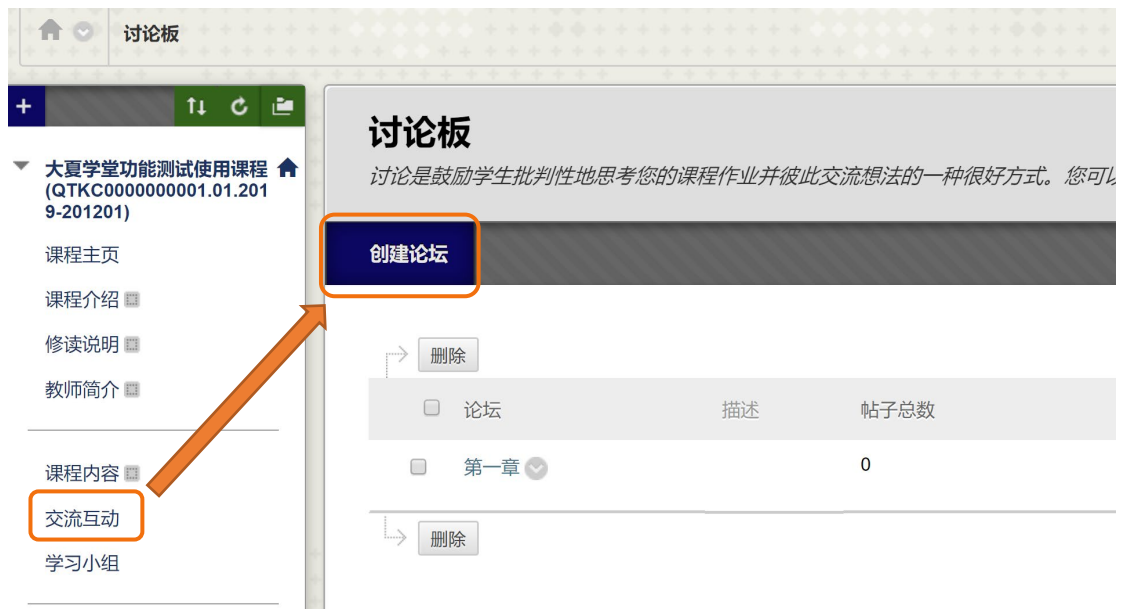 讨论板
大夏学堂功能测试使用课程
(QTKC0000000001.01.201
9-201201)
课程主页
课程介绍
修读说明
教师简介
课程内容
交流互动
学习小组
讨论板
讨论是鼓励学生批判性地思考您的课程作业并彼此交流想法的一种很好方式。您可
创建论坛
删除
论坛 描述 帖子总数
第一章 0
删除